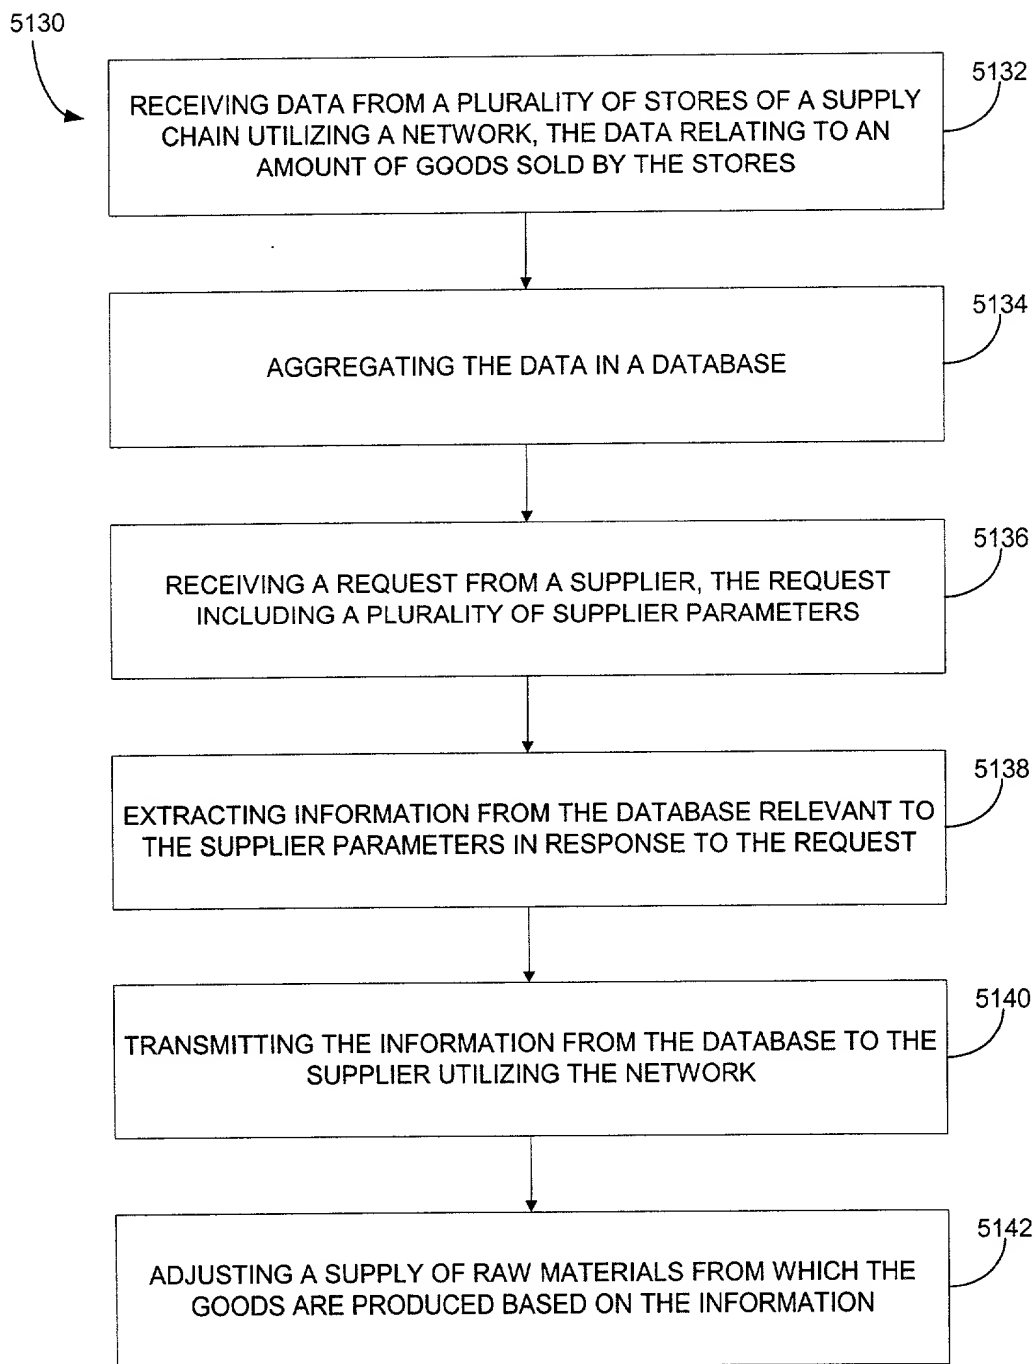 5130
5132
RECEIVING DATA FROM A PLURALITY OF STORES OF A SUPPLY
CHAIN UTILIZING A NETWORK, THE DATA RELATING TO AN
AMOUNT OF GOODS SOLD BY THE STORES
5134
AGGREGATING THE DATA IN A DATABASE
5136
RECEIVING A REQUEST FROM A SUPPLIER, THE REQUEST
INCLUDING A PLURALITY OF SUPPLIER PARAMETERS
5138
EXTRACTING INFORMATION FROM THE DATABASE RELEVANT TO
THE SUPPLIER PARAMETERS IN RESPONSE TO THE REQUEST
5140
TRANSMITTING THE INFORMATION FROM THE DATABASE TO THE
SUPPLIER UTILIZING THE NETWORK
5142
ADJUSTING A SUPPLY OF RAW MATERIALS FROM WHICH THE
GOODS ARE PRODUCED BASED ON THE INFORMATION